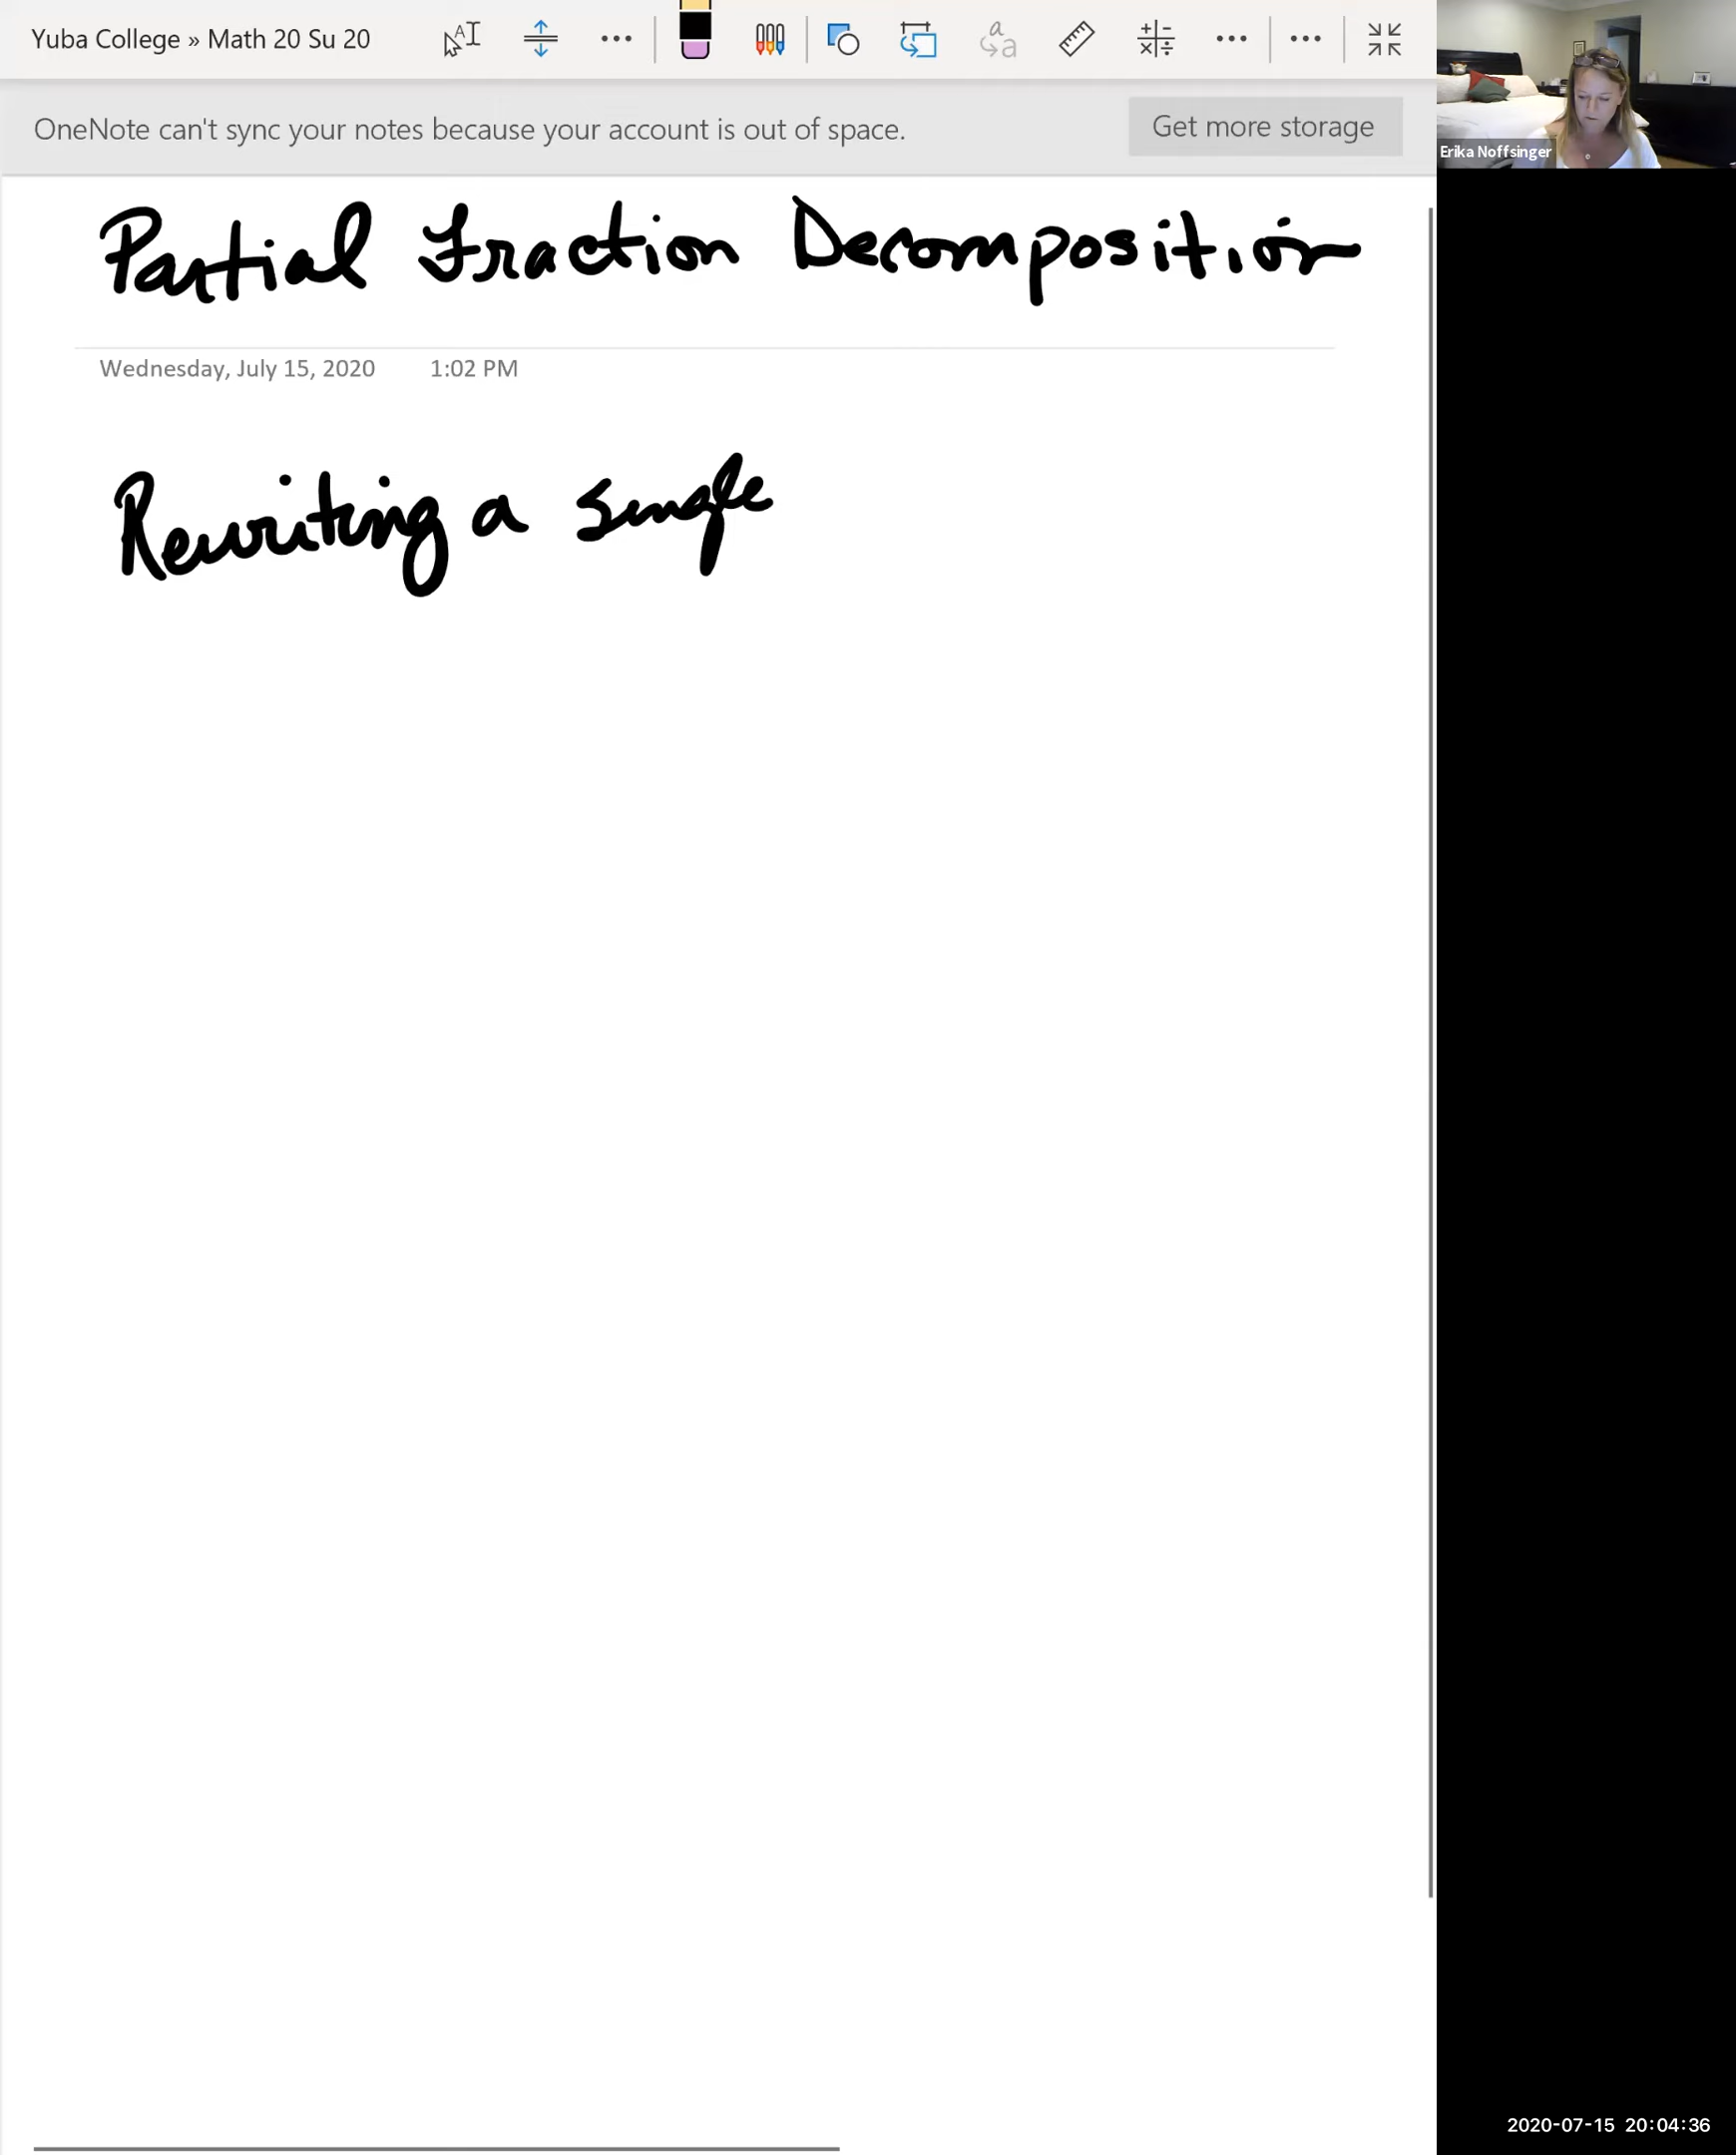 Yuba College » Math 20 Su 20
OneNote can't sync your notes because your account is out of space.
Get more storage
Erika Noffsinger
Partial Fraction Decomposition
Wednesday, July 15, 2020 1:02 PM
Rewriting a single
2020-07-15 20:04:36